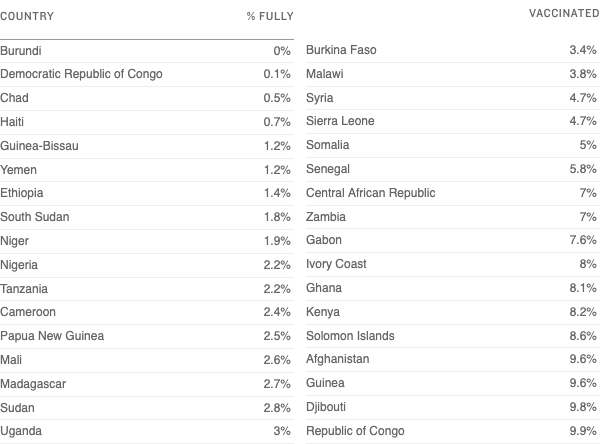 COUNTRY % FULLY VACCINATED
Burundi 0%
Democratic Republic of Congo 0.1%
Chad 0.5%
Haiti 0.7%
Guinea-Bissau 1.2%
Yemen 1.2%
Ethiopia 1.4%
South Sudan 1.8%
Niger 1.9%
Nigeria 2.2%
Tanzania 2.2%
Cameroon 2.4%
Papua New Guinea 2.5%
Mali 2.6%
Madagascar 2.7%
Sudan 2.8%
Uganda 3%
Burkina Faso 3.4%
Malawi 3.8%
Syria 4.7%
Sierra Leone 4.7%
Somalia 5%
Senegal 5.8%
Central African Republic 7%
Zambia 7%
Gabon 7.6%
Ivory Coast 8%
Ghana 8.1%
Kenya 8.2%
Solomon Islands 8.6%
Afghanistan 9.6%
Guinea 9.6%
Djibouti 9.8%
Republic of Congo 9.9%